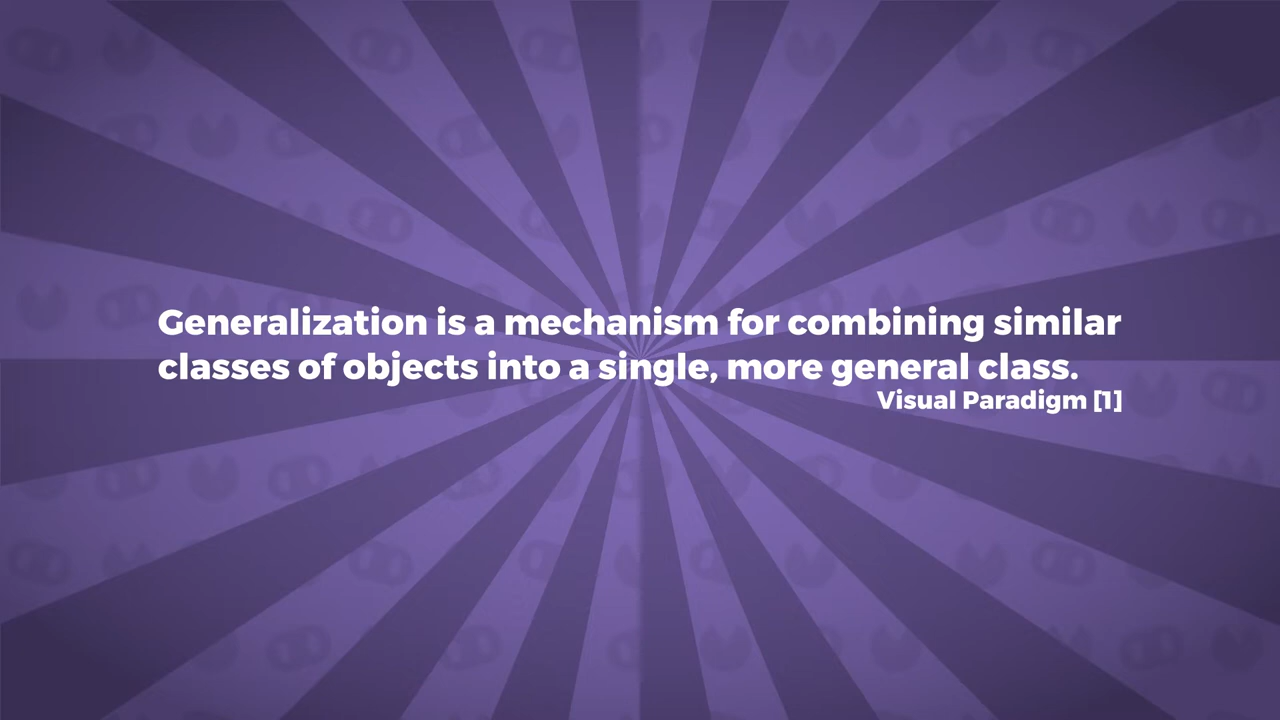 Generalization is a mechanism for combining similar
classes of objects into a single, more general class.
Visual Paradigm [1]